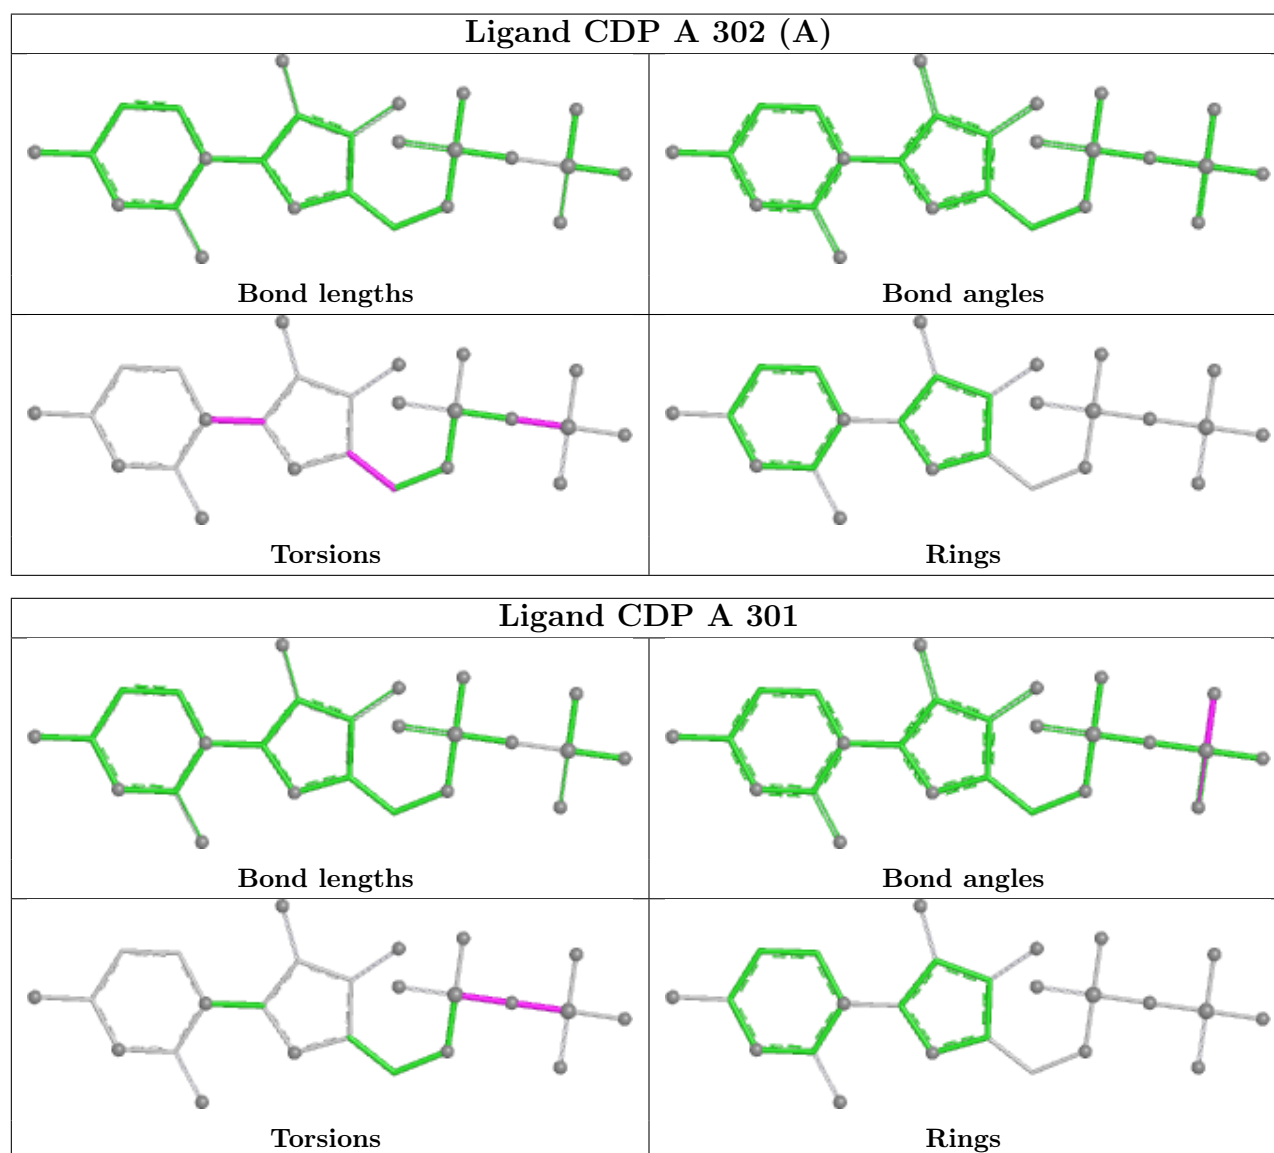 Ligand CDP A 302 (A)
Bond lengths
Bond angles
Torsions
Rings
Ligand CDP A 301
Bond lengths
Bond angles
Torsions
Rings